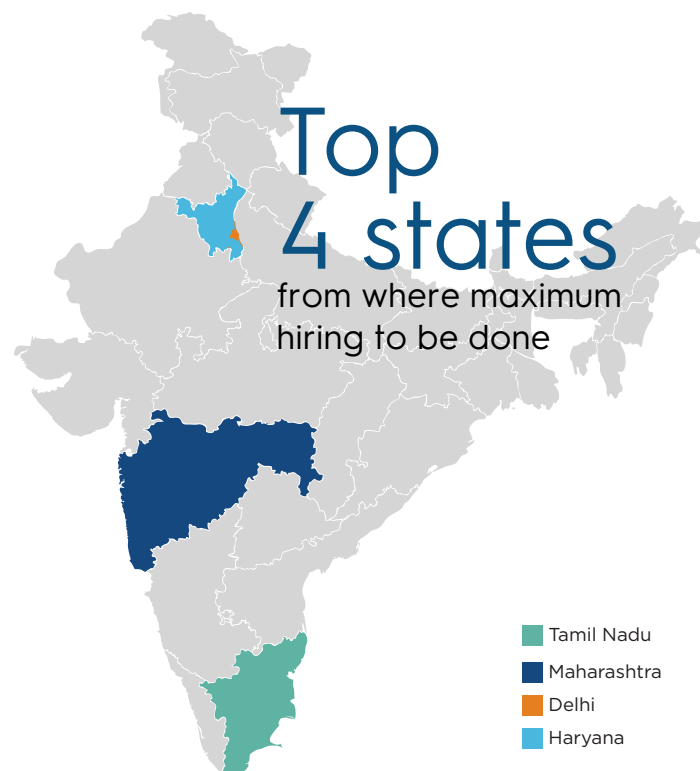 Top
4 states
from where maximum
hiring to be done
Tamil Nadu
Maharashtra
Delhi
Haryana